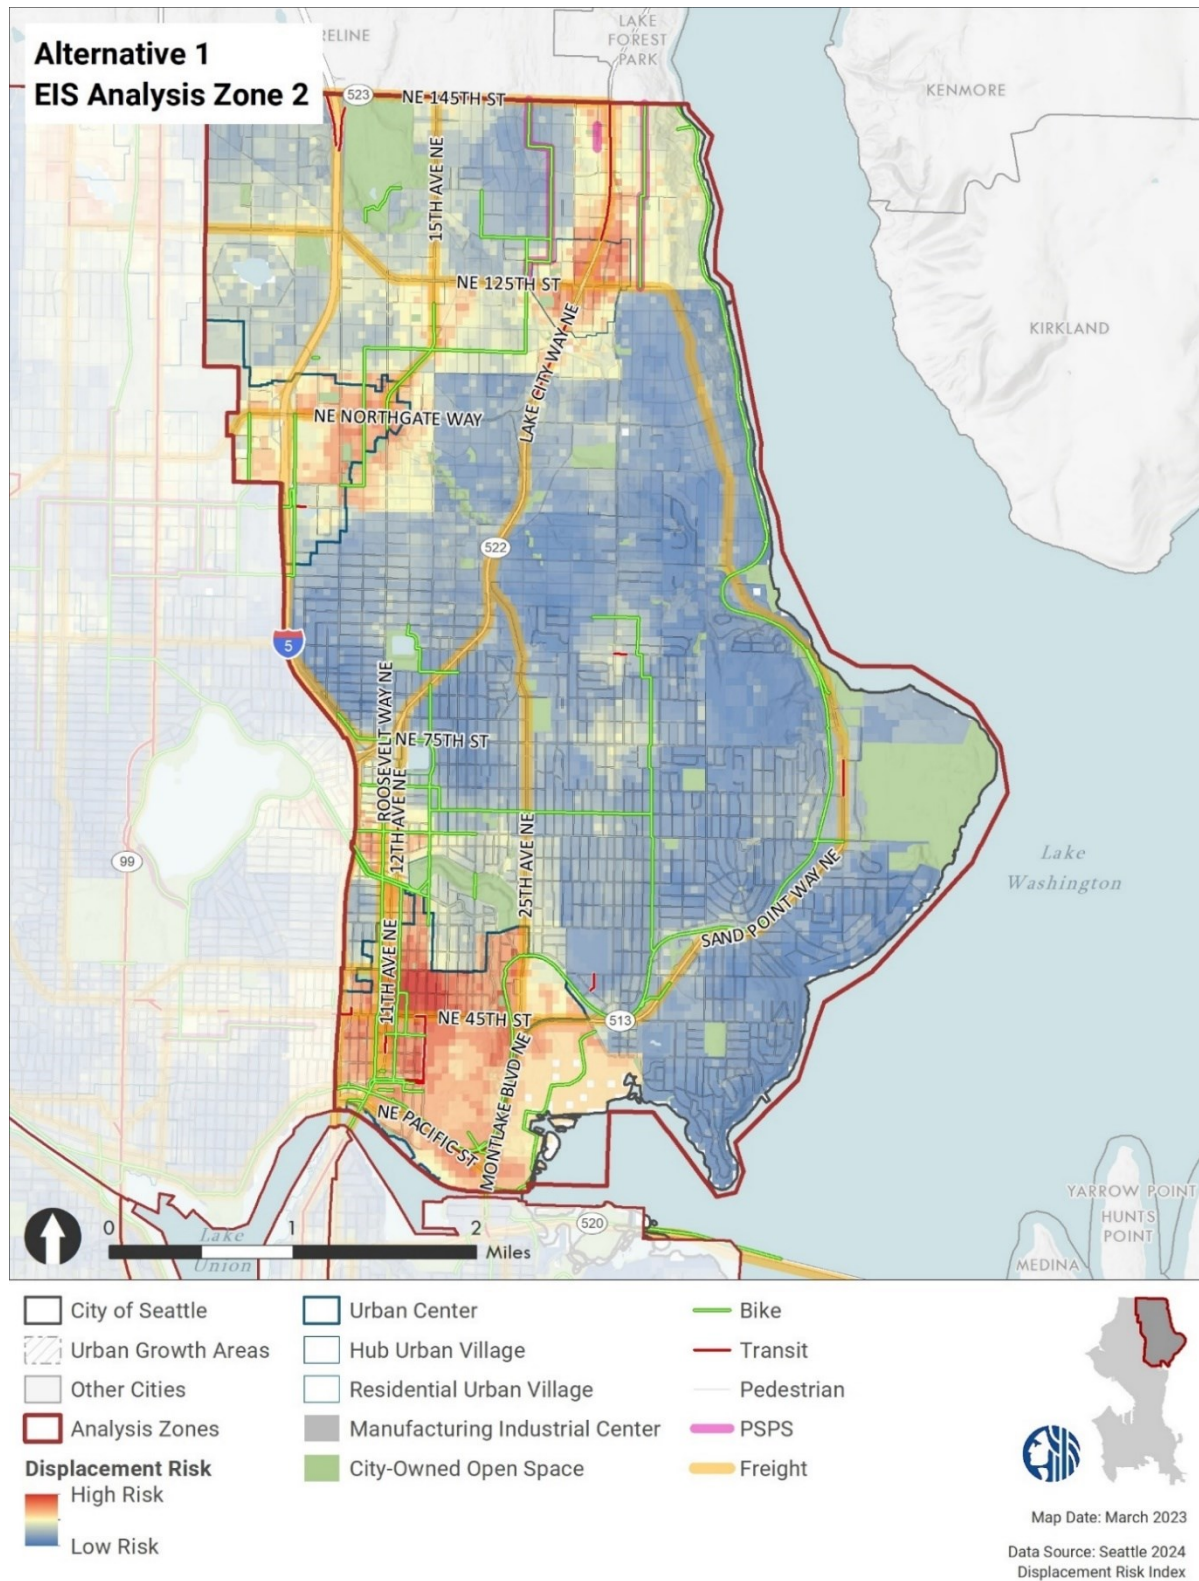 Alternative 1
EIS Analysis Zone 2
RELINE
LAKE
FOREST
PARK
523
NE 145TH ST
KENMORE
15TH AVE NE
NE 125TH ST
KIRKLAND
LAKE CITY WAY NE
NE NORTHGATE WAY
522
5
ROOSEVELT WAY NE
NE 75TH ST
12TH AVE NE
99
25TH AVE NE
Lake
Washington
SAND POINT WAY NE
11TH AVE NE
NE 45TH ST
513
MONTLAKE BLVD NE
NE PACIFIC ST
YARROW POINT
HUNTS
POINT
MEDINA
520
Lake
Union
0 1 2
Miles
City of Seattle
Urban Growth Areas
Other Cities
Analysis Zones
Displacement Risk
High Risk
Low Risk
Urban Center
Hub Urban Village
Residential Urban Village
Manufacturing Industrial Center
City-Owned Open Space
Bike
Transit
Pedestrian
PSPS
Freight
Map Date: March 2023
Data Source: Seattle 2024
Displacement Risk Index